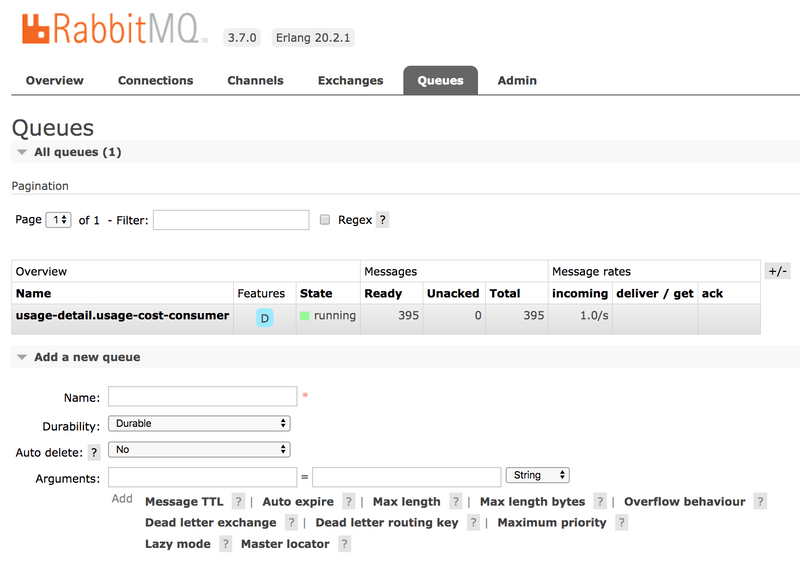 RabbitMQ TM 3.7.0 Erlang 20.2.1
Overview Connections Channels Exchanges Queues Admin
Queues
All queues (1)
Pagination
Page 1 of 1 - Filter: Regex ?
Overview Messages Message rates +/-
Name Features State Ready Unacked Total incoming deliver / get ack
usage-detail.usage-cost-consumer D running 395 0 395 1.0/s
Add a new queue
Name: *
Durability: Durable
Auto delete: ? No
Arguments: = String
Add Message TTL ? | Auto expire ? | Max length ? | Max length bytes ? | Overflow behaviour ?
Dead letter exchange ? | Dead letter routing key ? | Maximum priority ?
Lazy mode ? Master locator ?